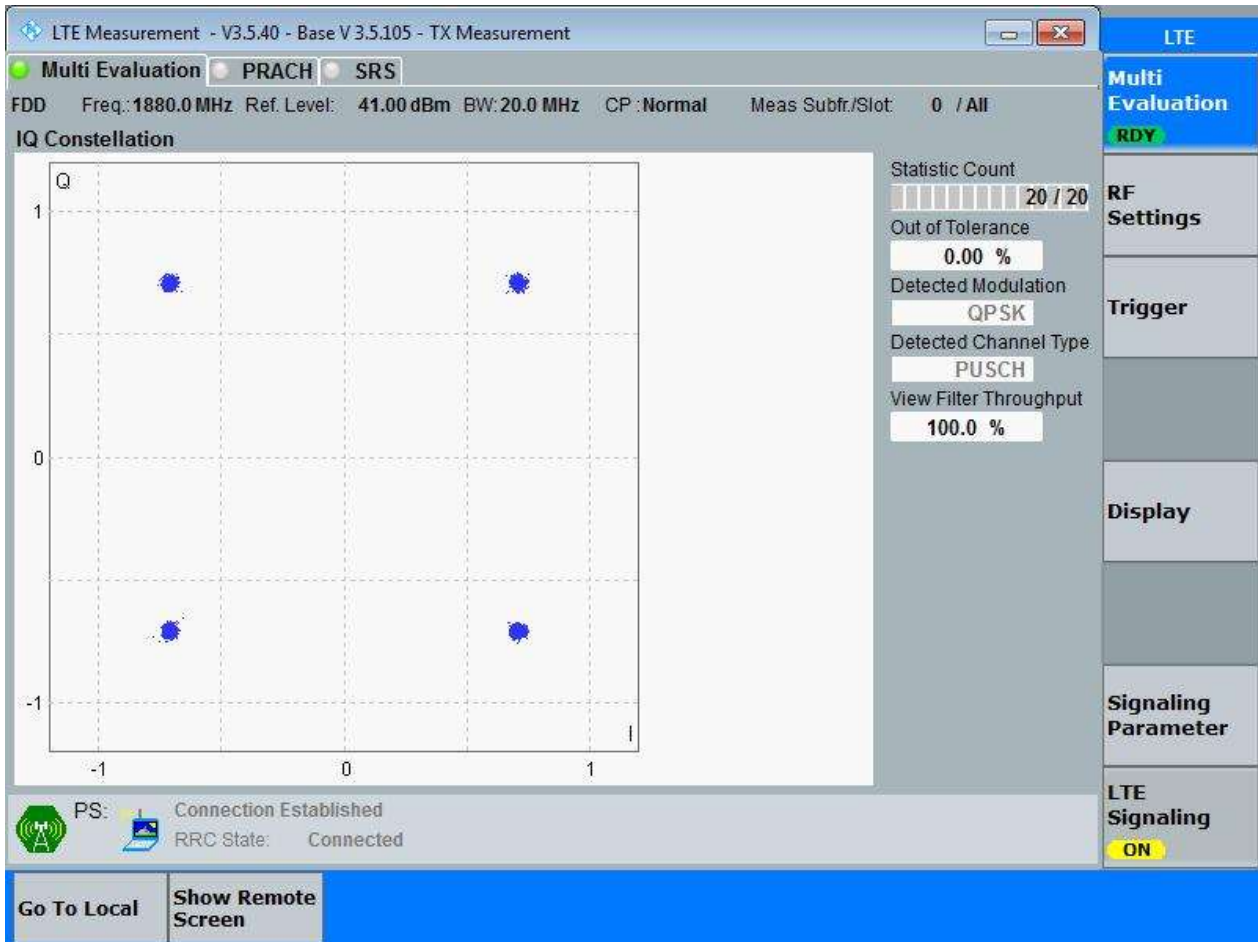 LTE Measurement - V3.5.40 - Base V 3.5.105 - TX Measurement
LTE
Multi Evaluation PRACH SRS
Multi
Evaluation
RDY
FDD Freq.: 1880.0 MHz Ref. Level: 41.00 dBm BW: 20.0 MHz CP : Normal Meas Subfr./Slot: 0 / All
IQ Constellation
Q
1
0
-1
I
-1 0 1
Statistic Count
20 / 20
Out of Tolerance
0.00 %
Detected Modulation
QPSK
Detected Channel Type
PUSCH
View Filter Throughput
100.0 %
RF
Settings
Trigger
Display
Signaling
Parameter
LTE
Signaling
ON
PS: Connection Established
RRC State: Connected
Go To Local
Show Remote
Screen